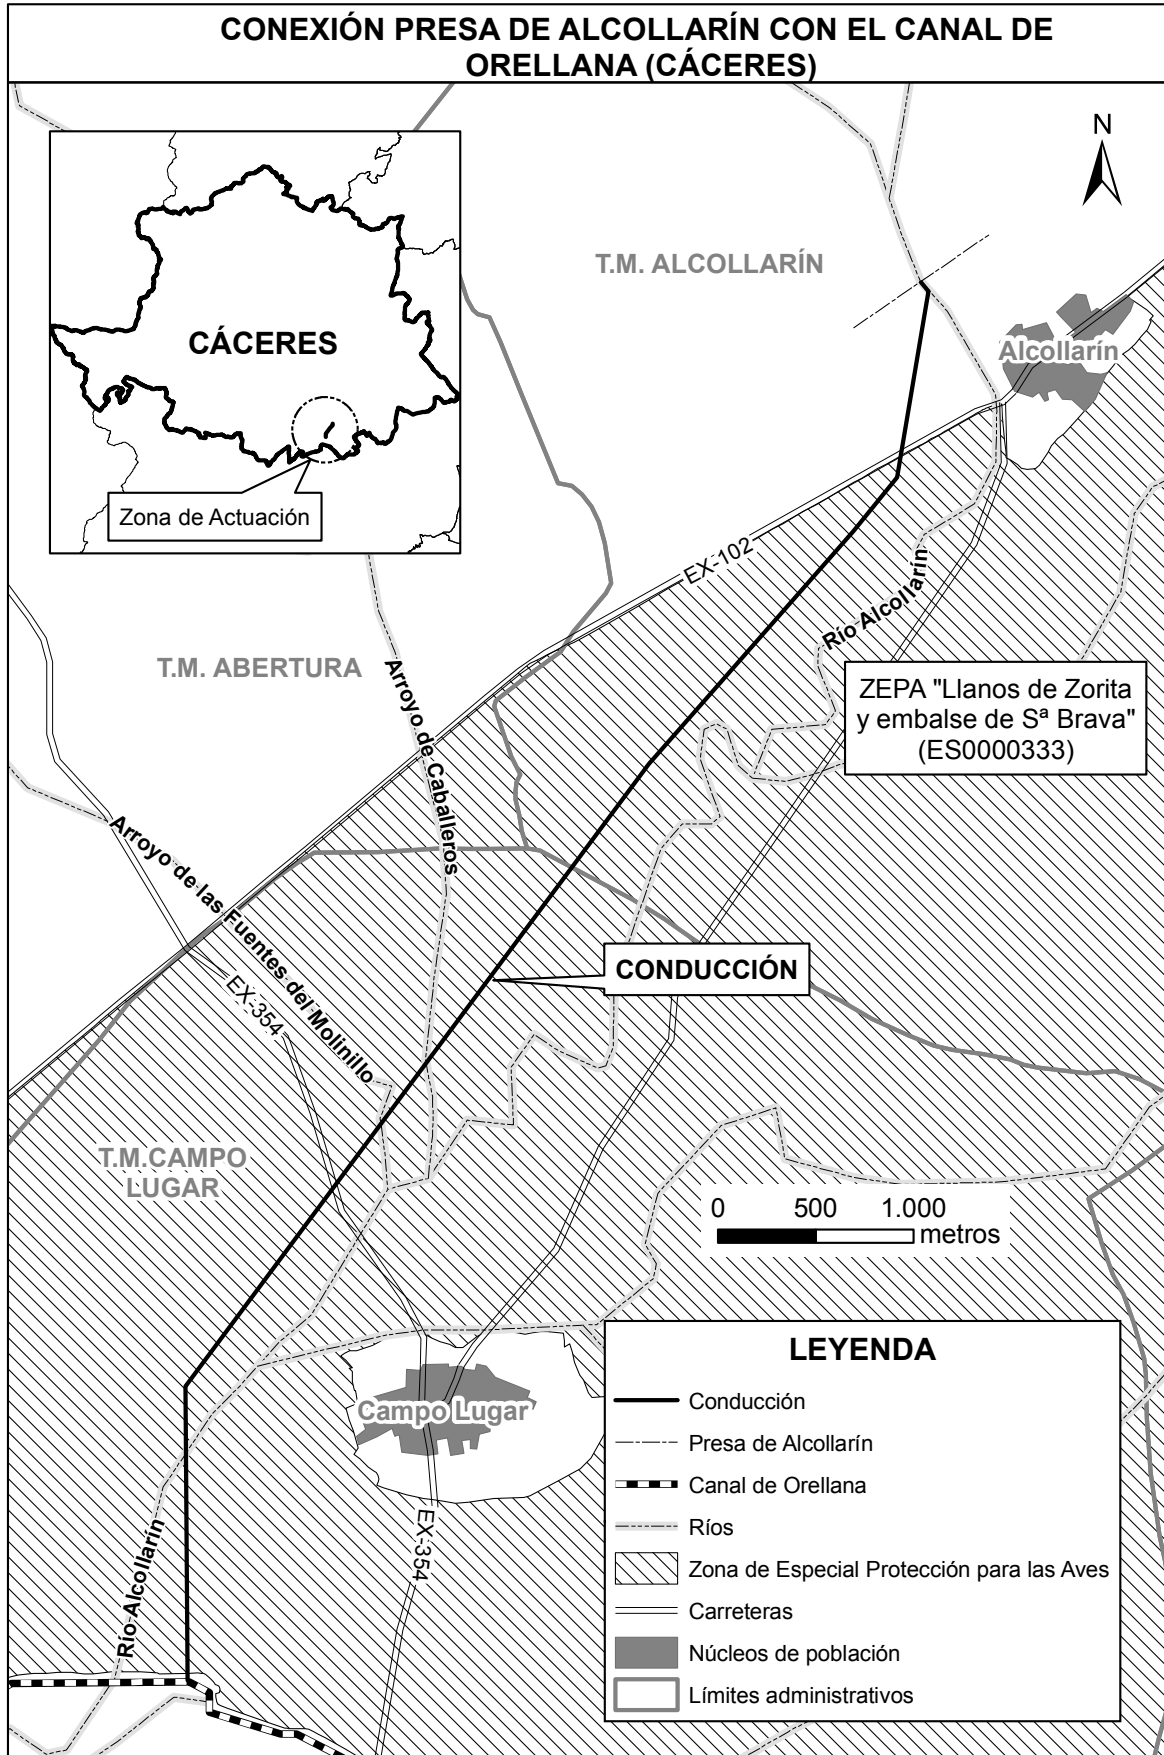 CONEXIÓN PRESA DE ALCOLLARÍN CON EL CANAL DE
ORELLANA (CÁCERES)
N
T.M. ALCOLLARÍN
CÁCERES
Zona de Actuación
Alcollarín
EX-102
Río Alcollarín
T.M. ABERTURA
Arroyo de Caballeros
ZEPA "Llanos de Zorita
y embalse de Sª Brava"
(ES0000333)
Arroyo de las Fuentes del Molinillo
EX-354
CONDUCCIÓN
T.M.CAMPO
LUGAR
0 500 1.000
metros
Campo Lugar
EX-354
Río Alcollarín
LEYENDA
Conducción
Presa de Alcollarín
Canal de Orellana
Ríos
Zona de Especial Protección para las Aves
Carreteras
Núcleos de población
Límites administrativos